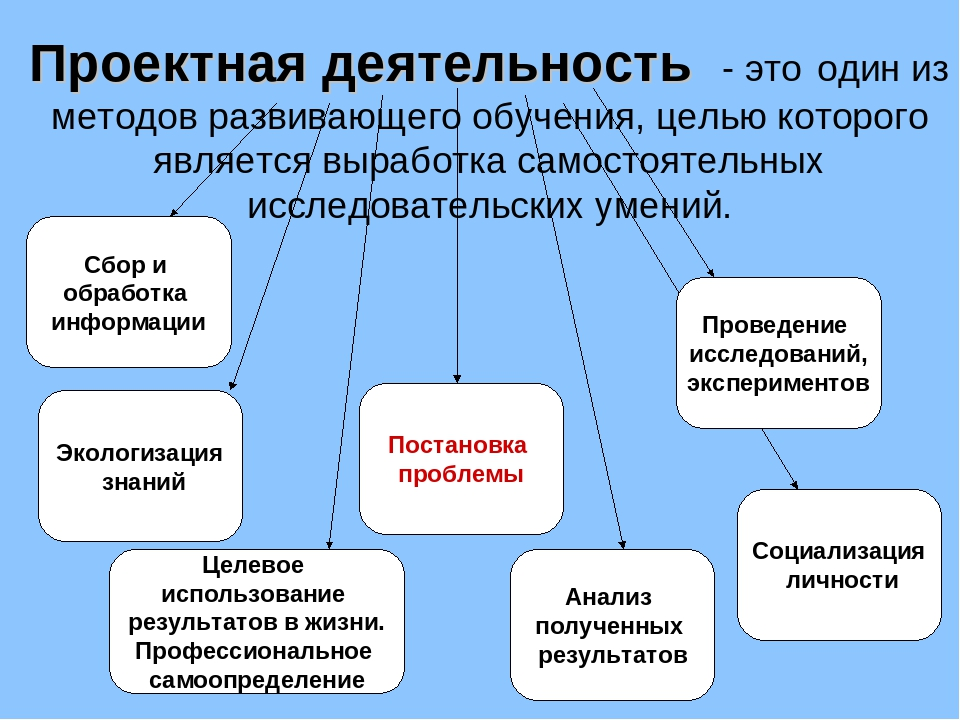 Проектная деятельность - это один из
методов развивающего обучения, целью которого
является выработка самостоятельных
исследовательских умений.
Сбор и
обработка
информации
Проведение
исследований,
экспериментов
Экологизация
знаний
Постановка
проблемы
Социализация
личности
Целевое
использование
результатов в жизни.
Профессиональное
самоопределение
Анализ
полученных
результатов